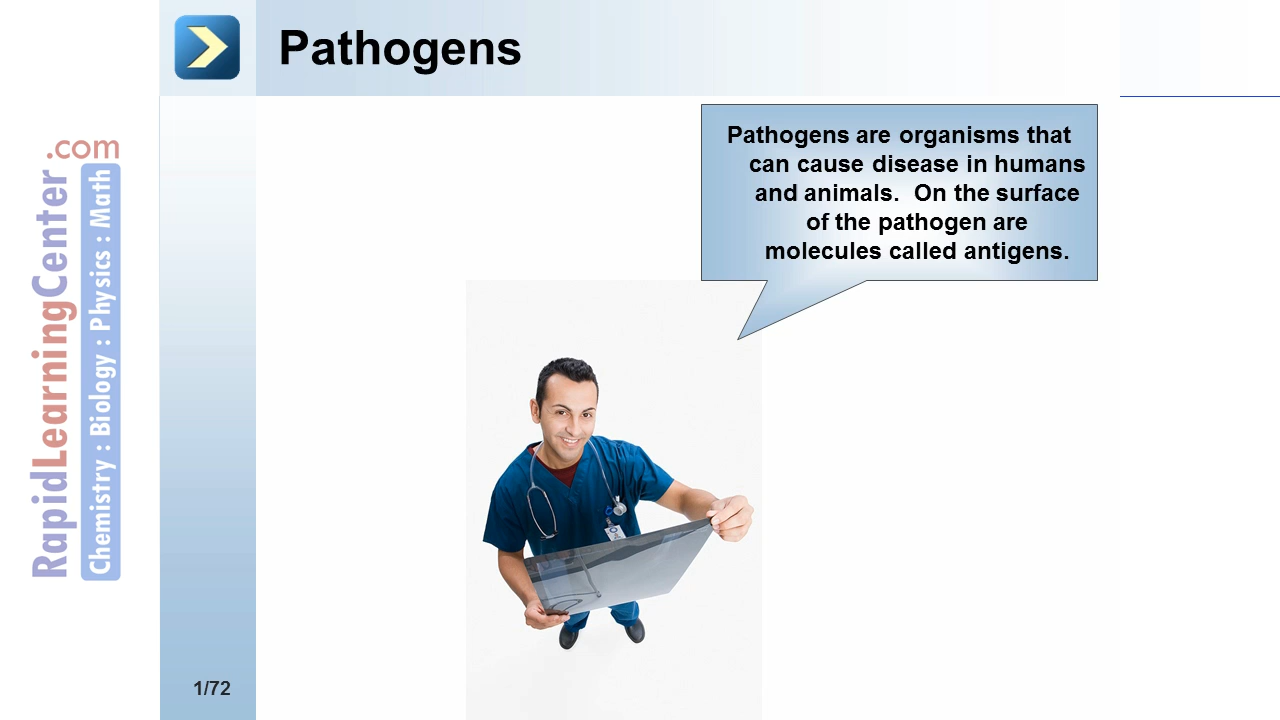 Pathogens
Pathogens are organisms that
can cause disease in humans
and animals.  On the surface
of the pathogen are
molecules called antigens.
RapidLearningCenter.com
Chemistry : Biology : Physics : Math
1/72